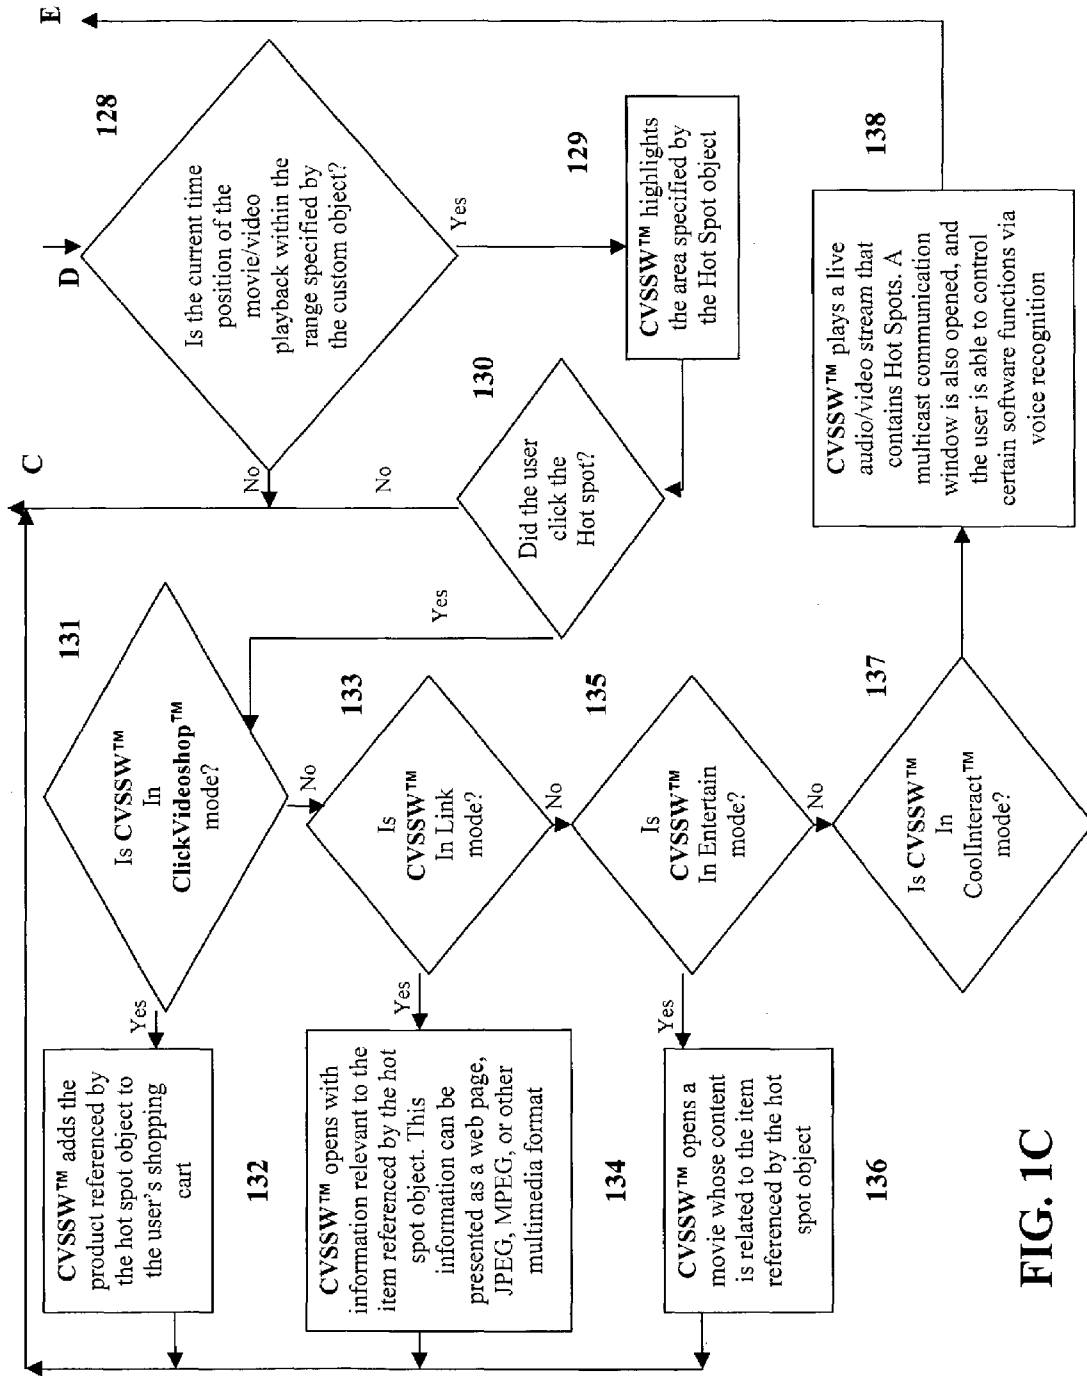 D
Is the current time
position of the
movie/video
playback within the
range specified by
the custom object?
128
No
C
Yes
CVSSW™ highlights
the area specified by
the Hot Spot object
129
Did the user
click the
Hot spot?
130
No
Yes
Is CVSSW™
In
ClickVideoshop™
mode?
131
Yes
CVSSW™ adds the
product referenced by
the hot spot object to
the user's shopping
cart
132
No
Is
CVSSW™
In Link
mode?
133
Yes
CVSSW™ opens with
information relevant to the
item referenced by the hot
spot object. This
information can be
presented as a web page,
JPEG, MPEG, or other
multimedia format
134
No
Is
CVSSW™
In Entertain
mode?
135
Yes
CVSSW™ opens a
movie whose content
is related to the item
referenced by the hot
spot object
136
No
Is CVSSW™
In
CoolInteract™
mode?
137
CVSSW™ plays a live
audio/video stream that
contains Hot Spots. A
multicast communication
window is also opened, and
the user is able to control
certain software functions via
voice recognition
138
E
FIG. 1C